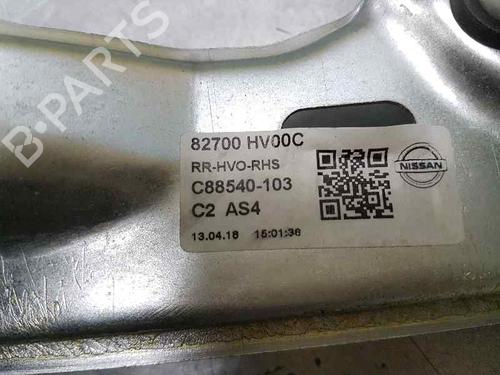 82700 HV00C
RR-HVO-RHS
C88540-103
C2 AS4
13.04.18 15:01:36
NISSAN
B-PARTS